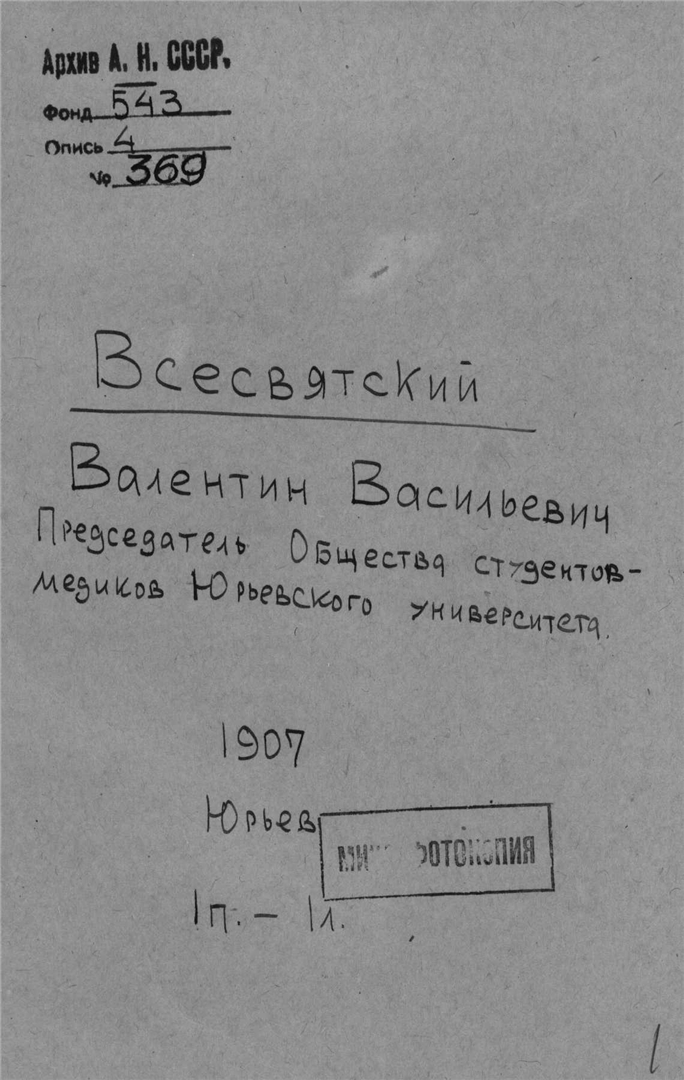 Архив А. Н. СССР.
Фонд 543
Опись 4
№ 369
Всесвятский
Валентин Васильевич
Председатель Общества студентов-
медиков Юрьевского университета.
1907
Юрьев
1п. – 1л.
1